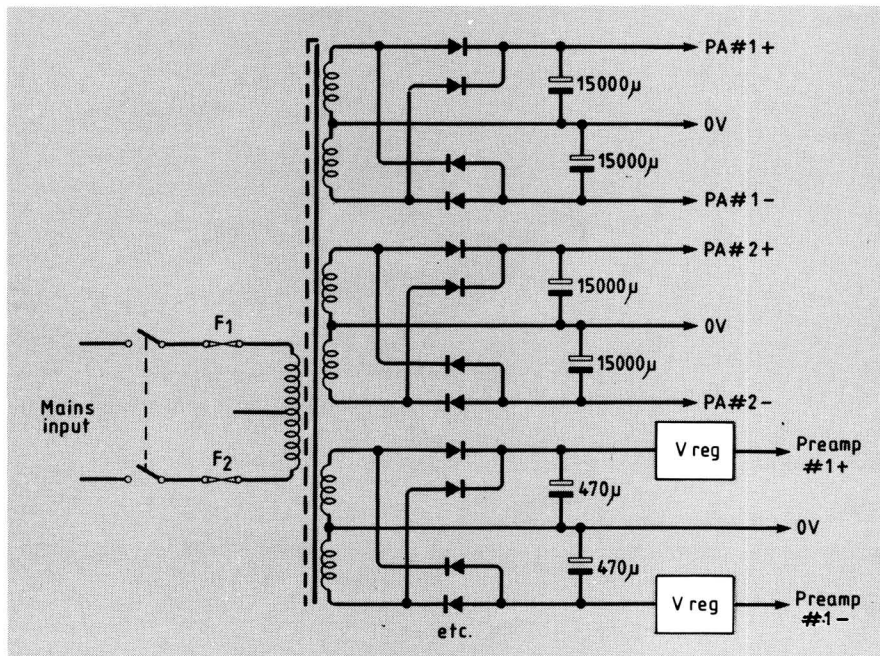 PA#1+
15000µ
0V
15000µ
PA#1-
PA#2+
15000µ
0V
15000µ
PA#2-
F1
Mains
input
F2
V reg
Preamp
#1+
470µ
0V
470µ
V reg
Preamp
#1-
etc.